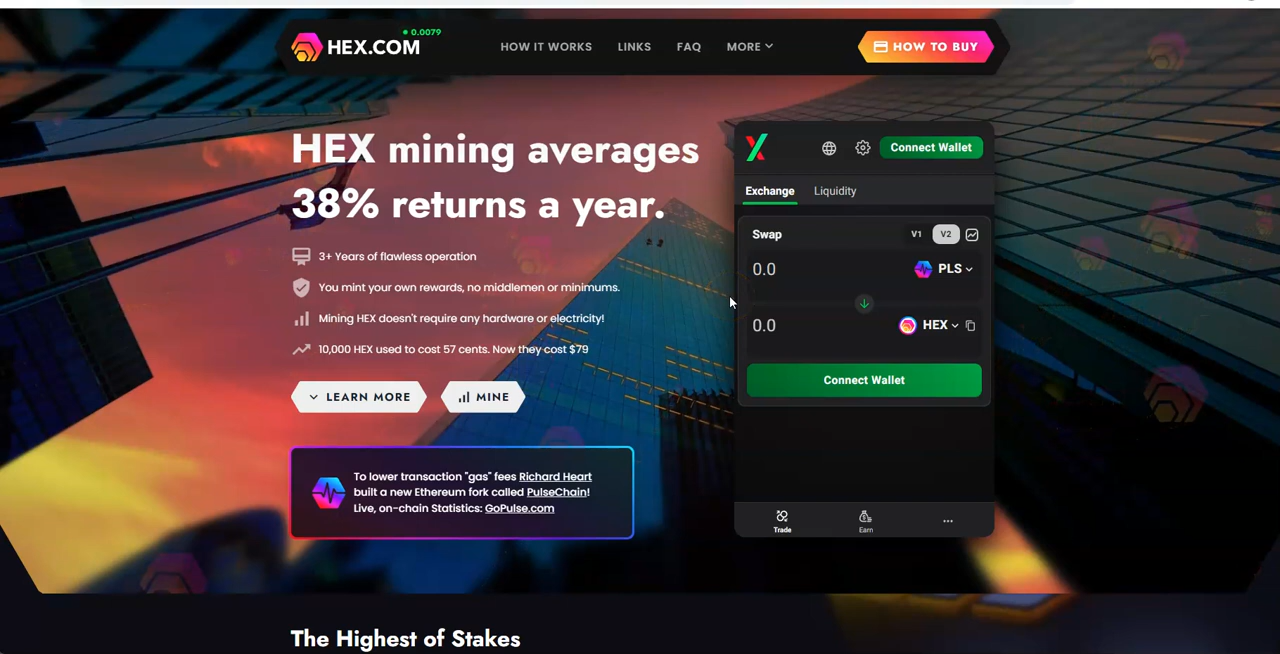 HEX.COM
0.0079
HOW IT WORKS
LINKS
FAQ
MORE
HOW TO BUY
HEX mining averages
38% returns a year.
3+ Years of flawless operation
You mint your own rewards, no middlemen or minimums.
Mining HEX doesn't require any hardware or electricity!
10,000 HEX used to cost 57 cents. Now they cost $79
LEARN MORE
MINE
To lower transaction "gas" fees Richard Heart
built a new Ethereum fork called PulseChain!
Live, on-chain Statistics: GoPulse.com
Connect Wallet
Exchange
Liquidity
Swap
V1
V2
0.0
PLS
0.0
HEX
Connect Wallet
Trade
Earn
The Highest of Stakes